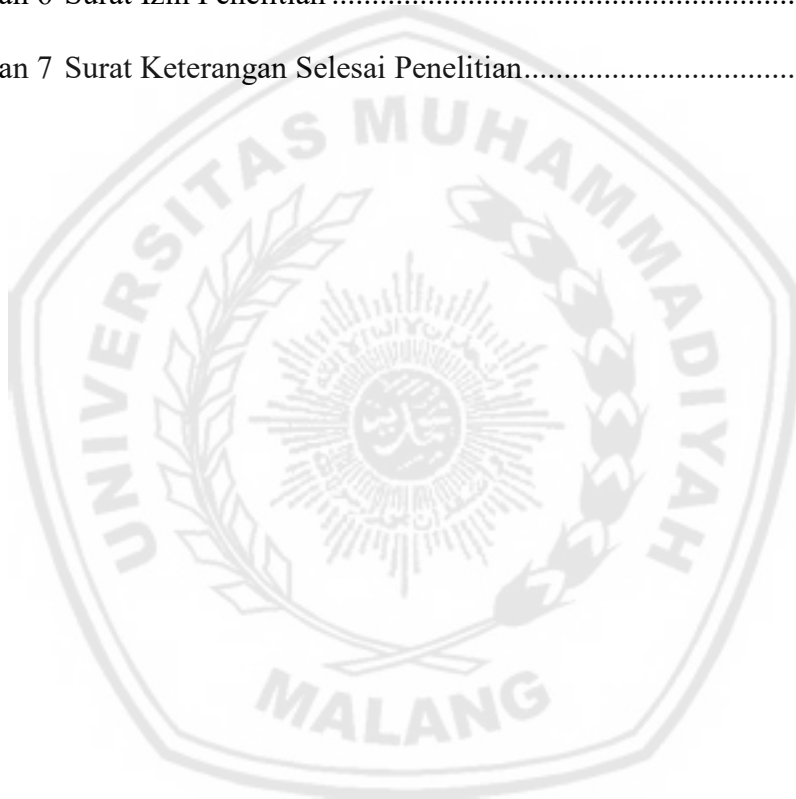 an 6 Surat Izin Penelitian ..........................................................
an 7 Surat Keterangan Selesai Penelitian..................................
UNIVERSITAS MUHAMMADIYAH
MALANG